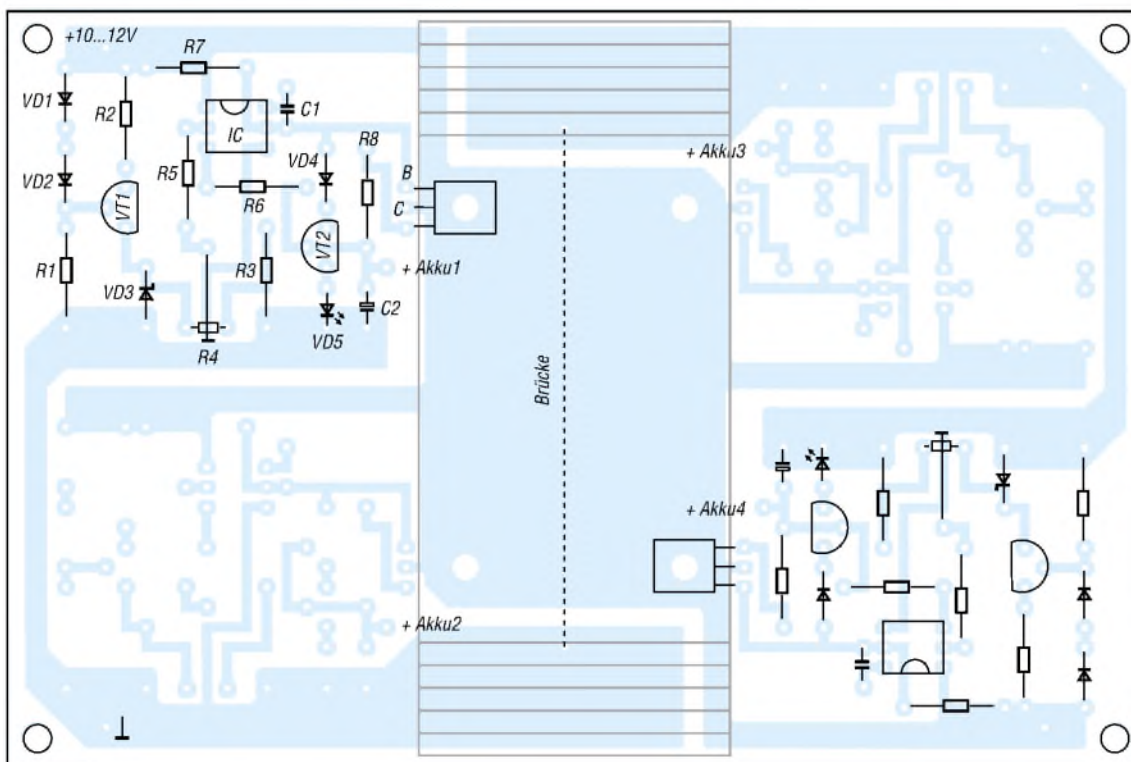 +10...12V
R7
VD1
R2
C1
IC
R8
+ Akku3
VD4
R5
VD2
B
R6
VT1
C
VT2
R1
R3
+ Akku1
VD3
C2
VD5
R4
Brücke
+ Akku4
+ Akku2